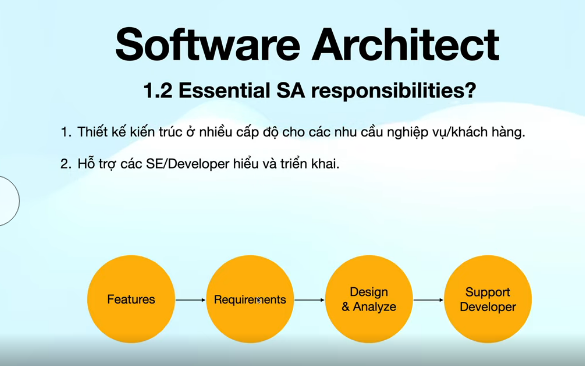 Software Architect
1.2 Essential SA responsibilities?
1. Thiết kế kiến trúc ở nhiều cấp độ cho các nhu cầu nghiệp vụ/khách hàng.
2. Hỗ trợ các SE/Developer hiểu và triển khai.
Features
Requirements
Design
& Analyze
Support
Developer